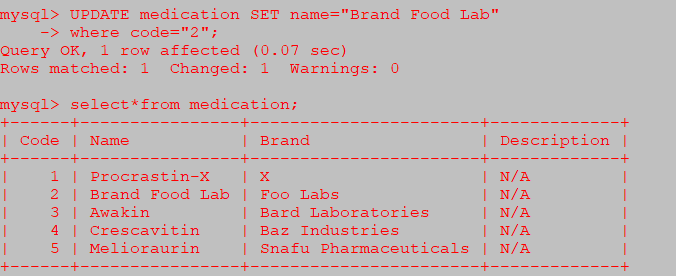 mysql> UPDATE medication SET name="Brand Food Lab"
    -> where code="2";
Query OK, 1 row affected (0.07 sec)
Rows matched: 1  Changed: 1  Warnings: 0
mysql> select*from medication;
+------+----------------+-----------------------+-------------+
| Code | Name           | Brand                 | Description |
+------+----------------+-----------------------+-------------+
|    1 | Procrastin-X   | X                     | N/A         |
|    2 | Brand Food Lab | Foo Labs              | N/A         |
|    3 | Awakin         | Bard Laboratories     | N/A         |
|    4 | Crescavitin    | Baz Industries        | N/A         |
|    5 | Melioraurin    | Snafu Pharmaceuticals | N/A         |
+------+----------------+-----------------------+-------------+